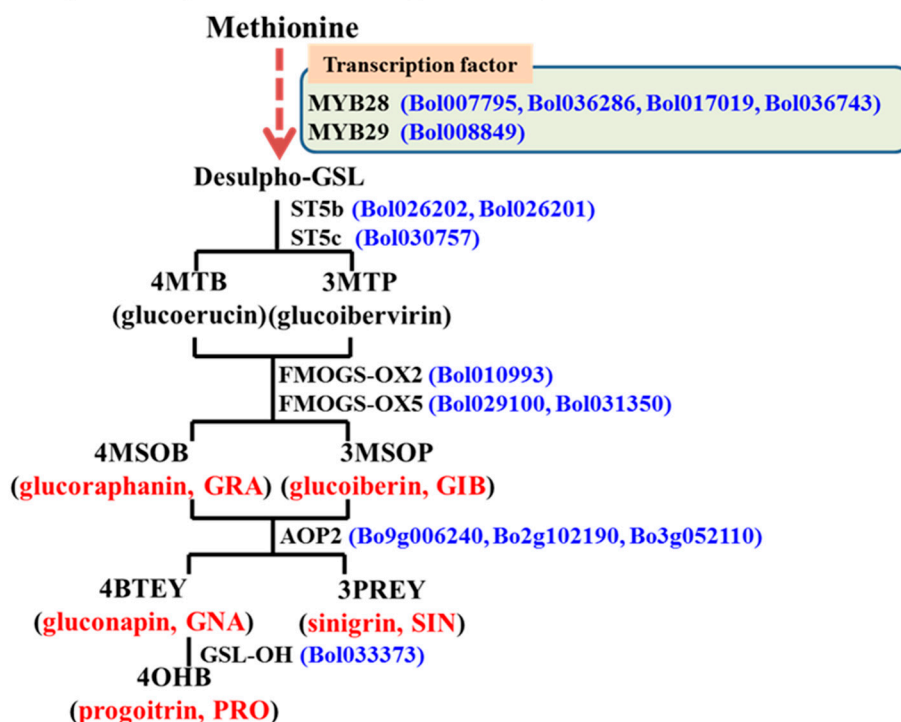 Methionine
Transcription factor
MYB28 (Bol007795, Bol036286, Bol017019, Bol036743)
MYB29 (Bol008849)
Desulpho-GSL
ST5b (Bol026202, Bol026201)
ST5c (Bol030757)
4MTB 3MTP
(glucoerucin)(glucoibervirin)
FMOGS-OX2 (Bol010993)
FMOGS-OX5 (Bol029100, Bol031350)
4MSOB 3MSOP
(glucoraphanin, GRA) (glucoiberin, GIB)
AOP2 (Bo9g006240, Bo2g102190, Bo3g052110)
4BTEY 3PREY
(gluconapin, GNA) (sinigrin, SIN)
GSL-OH (Bol033373)
4OHB
(progoitrin, PRO)